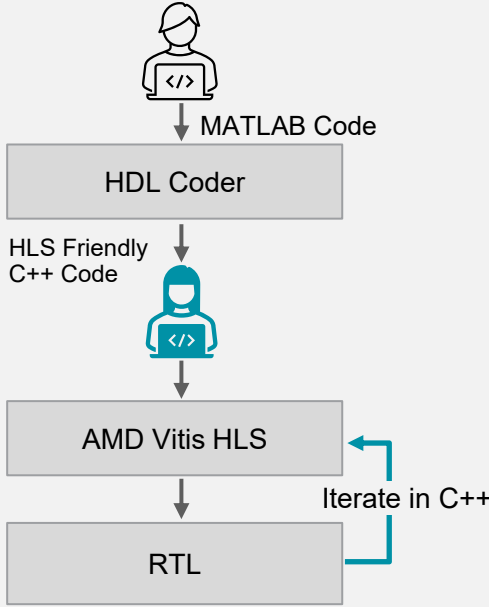 </>
MATLAB Code
HDL Coder
HLS Friendly
C++ Code
</>
AMD Vitis HLS
Iterate in C++
RTL